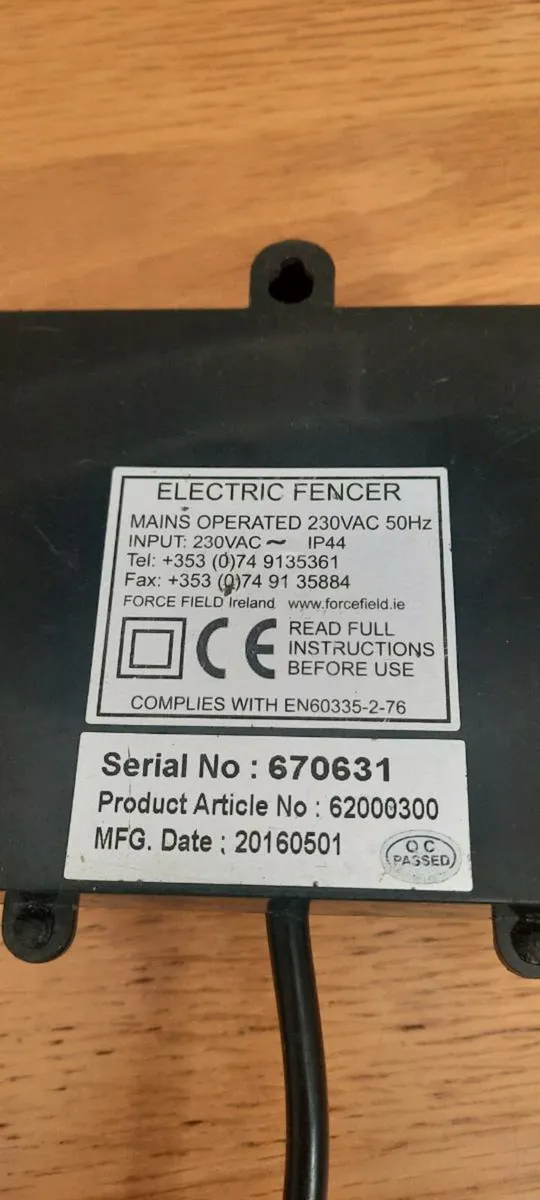 ELECTRIC FENCER
MAINS OPERATED 230VAC 50Hz
INPUT: 230VAC ~ IP44
Tel: +353 (0)74 9135361
Fax: +353 (0)74 91 35884
FORCE FIELD Ireland www.forcefield.ie
CE
READ FULL
INSTRUCTIONS
BEFORE USE
COMPLIES WITH EN60335-2-76
Serial No : 670631
Product Article No : 62000300
MFG. Date : 20160501
QC
PASSED